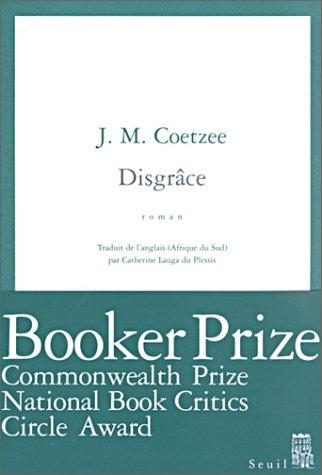 J. M. Coetzee
Disgrâce
roman
Traduit de l'anglais (Afrique du Sud)
par Catherine Lauga du Plessis
Booker Prize
Commonwealth Prize
National Book Critics
Circle Award
Seuil